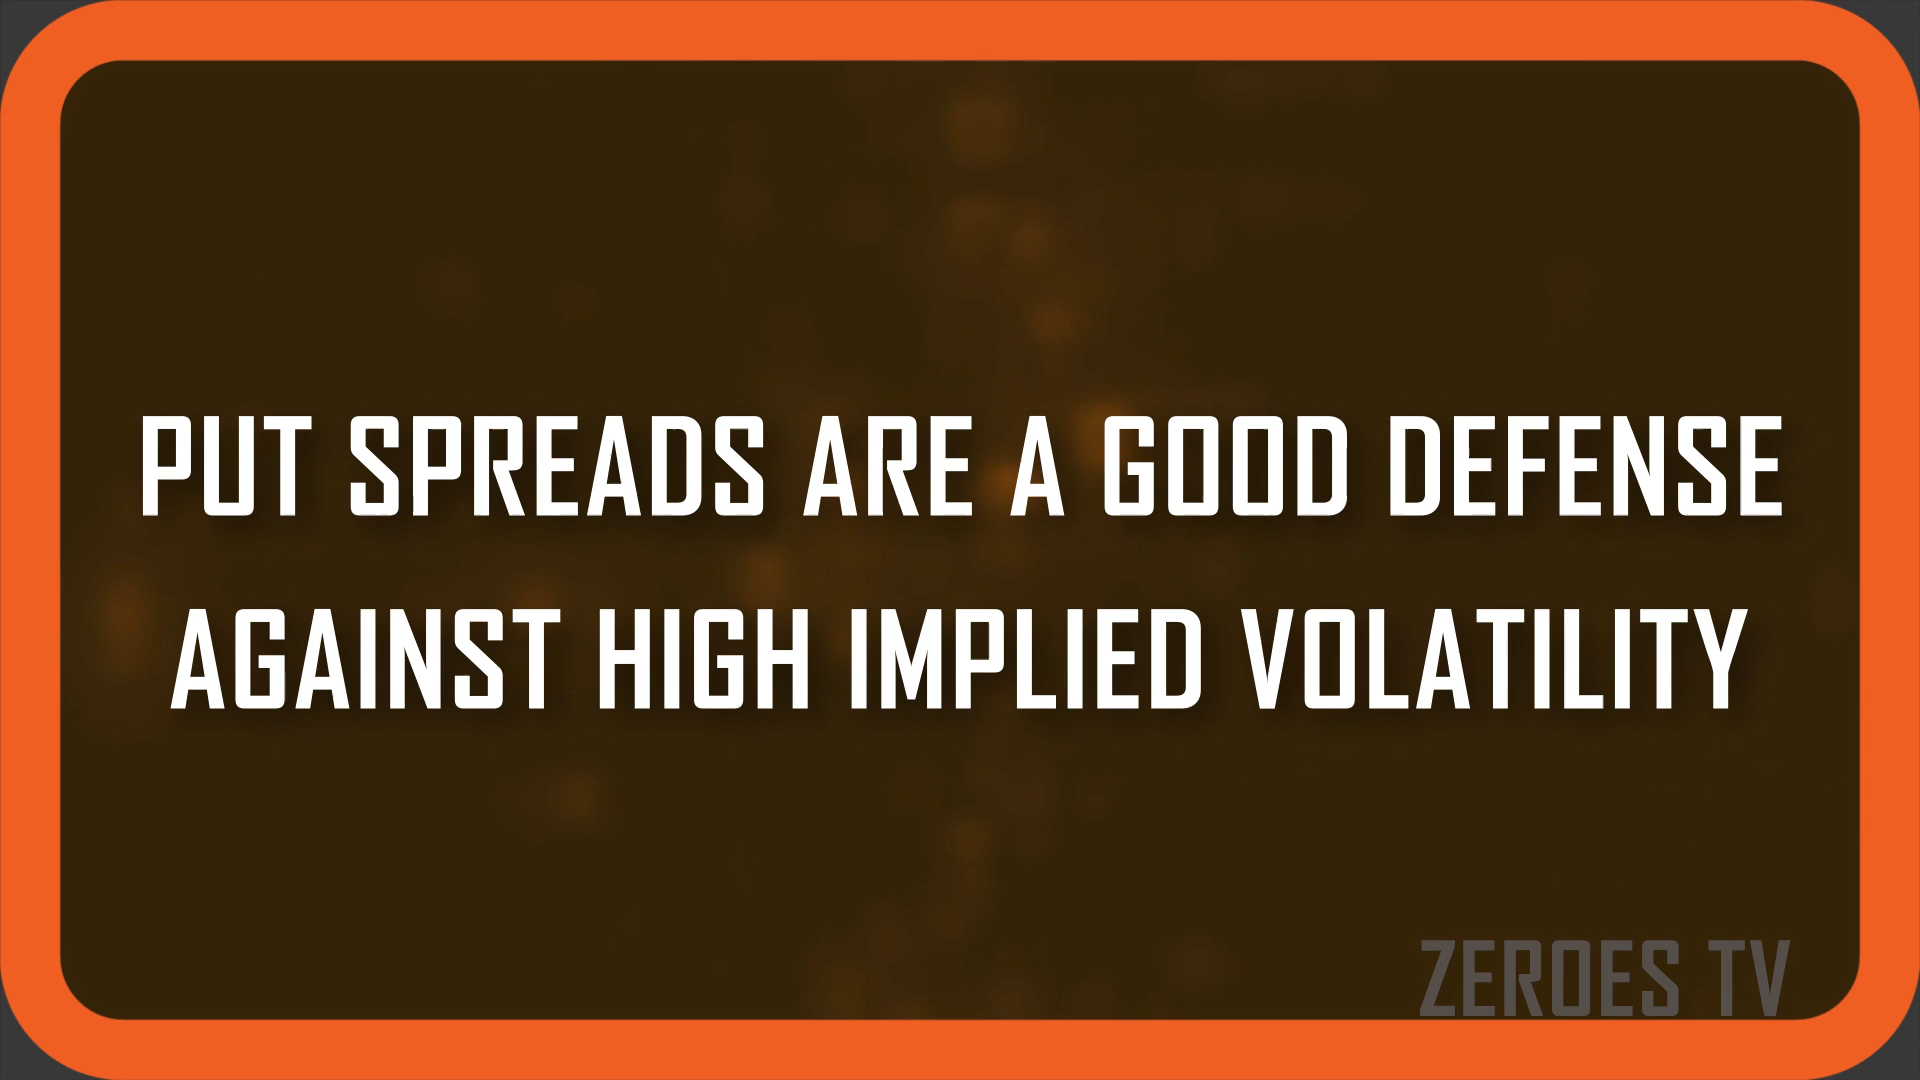 PUT SPREADS ARE A GOOD DEFENSE
AGAINST HIGH IMPLIED VOLATILITY
ZEROES TV